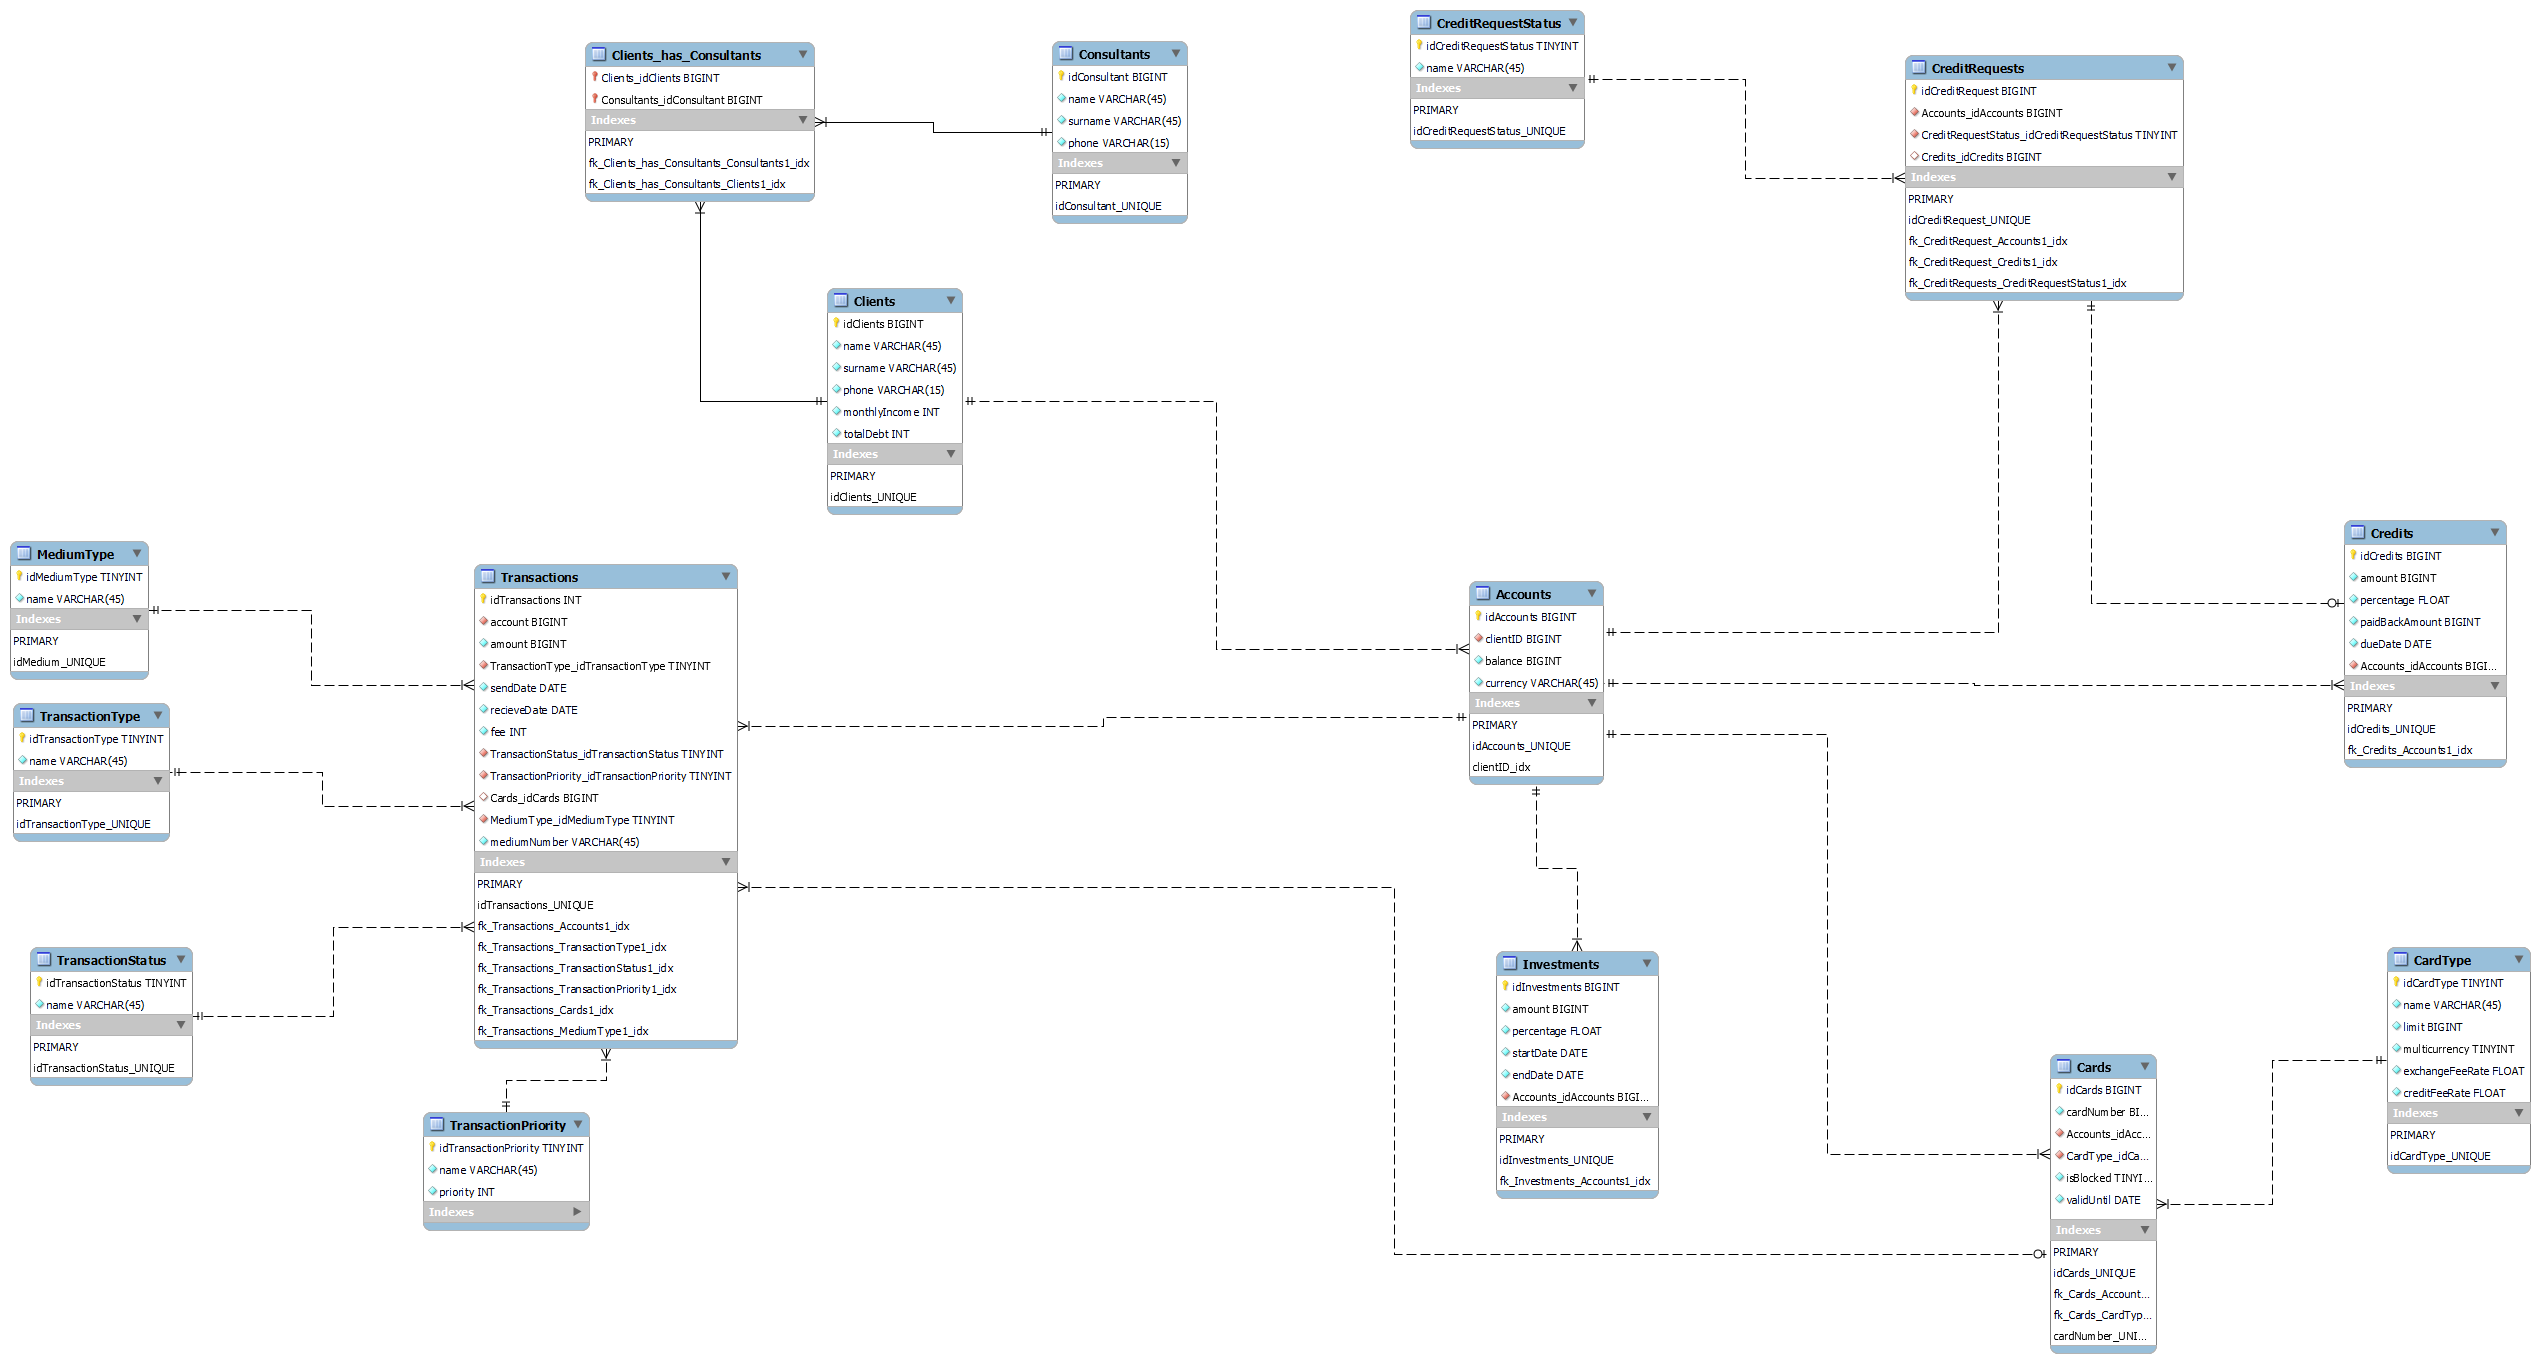 Clients_has_Consultants
Clients_idClients BIGINT
Consultants_idConsultant BIGINT
Indexes
PRIMARY
fk_Clients_has_Consultants_Consultants1_idx
fk_Clients_has_Consultants_Clients1_idx
Consultants
idConsultant BIGINT
name VARCHAR(45)
surname VARCHAR(45)
phone VARCHAR(15)
Indexes
PRIMARY
idConsultant_UNIQUE
CreditRequestStatus
idCreditRequestStatus TINYINT
name VARCHAR(45)
Indexes
PRIMARY
idCreditRequestStatus_UNIQUE
CreditRequests
idCreditRequest BIGINT
Accounts_idAccounts BIGINT
CreditRequestStatus_idCreditRequestStatus TINYINT
Credits_idCredits BIGINT
Indexes
PRIMARY
idCreditRequest_UNIQUE
fk_CreditRequest_Accounts1_idx
fk_CreditRequest_Credits1_idx
fk_CreditRequests_CreditRequestStatus1_idx
Clients
idClients BIGINT
name VARCHAR(45)
surname VARCHAR(45)
phone VARCHAR(15)
monthlyIncome INT
totalDebt INT
Indexes
PRIMARY
idClients_UNIQUE
MediumType
idMediumType TINYINT
name VARCHAR(45)
Indexes
PRIMARY
idMedium_UNIQUE
TransactionType
idTransactionType TINYINT
name VARCHAR(45)
Indexes
PRIMARY
idTransactionType_UNIQUE
TransactionStatus
idTransactionStatus TINYINT
name VARCHAR(45)
Indexes
PRIMARY
idTransactionStatus_UNIQUE
Transactions
idTransactions INT
account BIGINT
amount BIGINT
TransactionType_idTransactionType TINYINT
sendDate DATE
recieveDate DATE
fee INT
TransactionStatus_idTransactionStatus TINYINT
TransactionPriority_idTransactionPriority TINYINT
Cards_idCards BIGINT
MediumType_idMediumType TINYINT
mediumNumber VARCHAR(45)
Indexes
PRIMARY
idTransactions_UNIQUE
fk_Transactions_Accounts1_idx
fk_Transactions_TransactionType1_idx
fk_Transactions_TransactionStatus1_idx
fk_Transactions_TransactionPriority1_idx
fk_Transactions_Cards1_idx
fk_Transactions_MediumType1_idx
TransactionPriority
idTransactionPriority TINYINT
name VARCHAR(45)
priority INT
Indexes
Accounts
idAccounts BIGINT
clientID BIGINT
balance BIGINT
currency VARCHAR(45)
Indexes
PRIMARY
idAccounts_UNIQUE
clientID_idx
Credits
idCredits BIGINT
amount BIGINT
percentage FLOAT
paidBackAmount BIGINT
dueDate DATE
Accounts_idAccounts BIGI...
Indexes
PRIMARY
idCredits_UNIQUE
fk_Credits_Accounts1_idx
Investments
idInvestments BIGINT
amount BIGINT
percentage FLOAT
startDate DATE
endDate DATE
Accounts_idAccounts BIGI...
Indexes
PRIMARY
idInvestments_UNIQUE
fk_Investments_Accounts1_idx
Cards
idCards BIGINT
cardNumber BI...
Accounts_idAcc...
CardType_idCa...
isBlocked TINYI...
validUntil DATE
Indexes
PRIMARY
idCards_UNIQUE
fk_Cards_Account...
fk_Cards_CardTyp...
cardNumber_UNI...
CardType
idCardType TINYINT
name VARCHAR(45)
limit BIGINT
multicurrency TINYINT
exchangeFeeRate FLOAT
creditFeeRate FLOAT
Indexes
PRIMARY
idCardType_UNIQUE